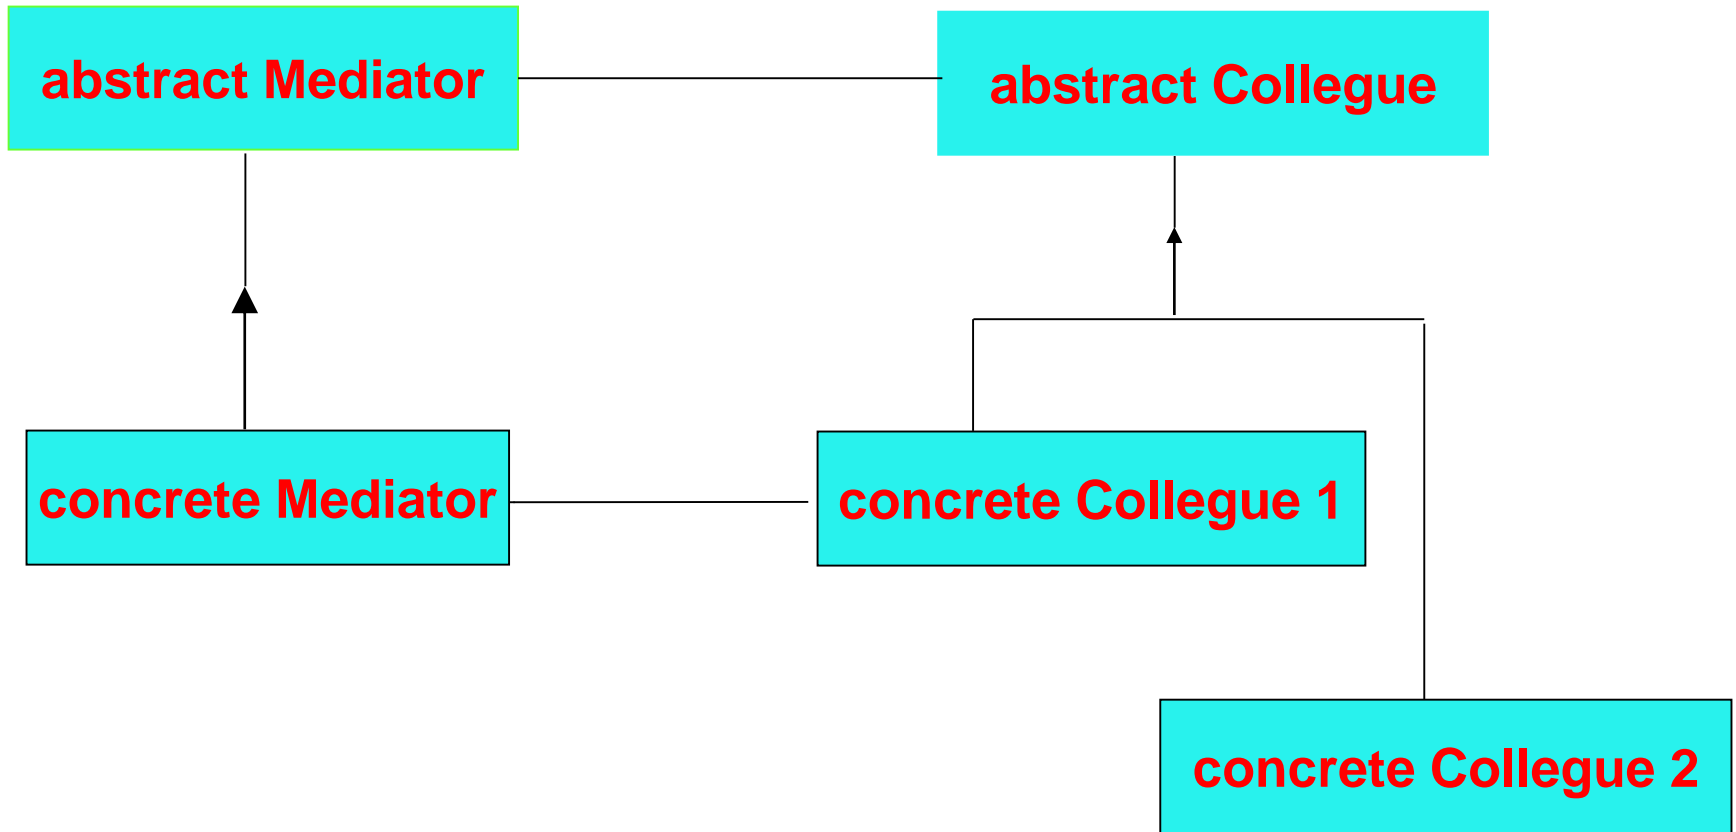 abstract Mediator
abstract Collegue
concrete Mediator
concrete Collegue 1
concrete Collegue 2